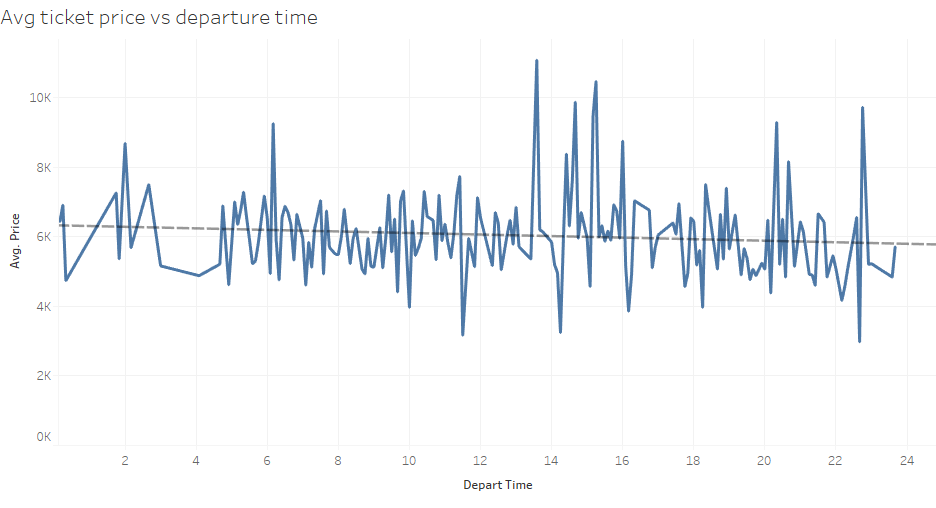 Avg ticket price vs departure time
Avg. Price
10K
8K
6K
4K
2K
0K
2 4 6 8 10 12 14 16 18 20 22 24
Depart Time